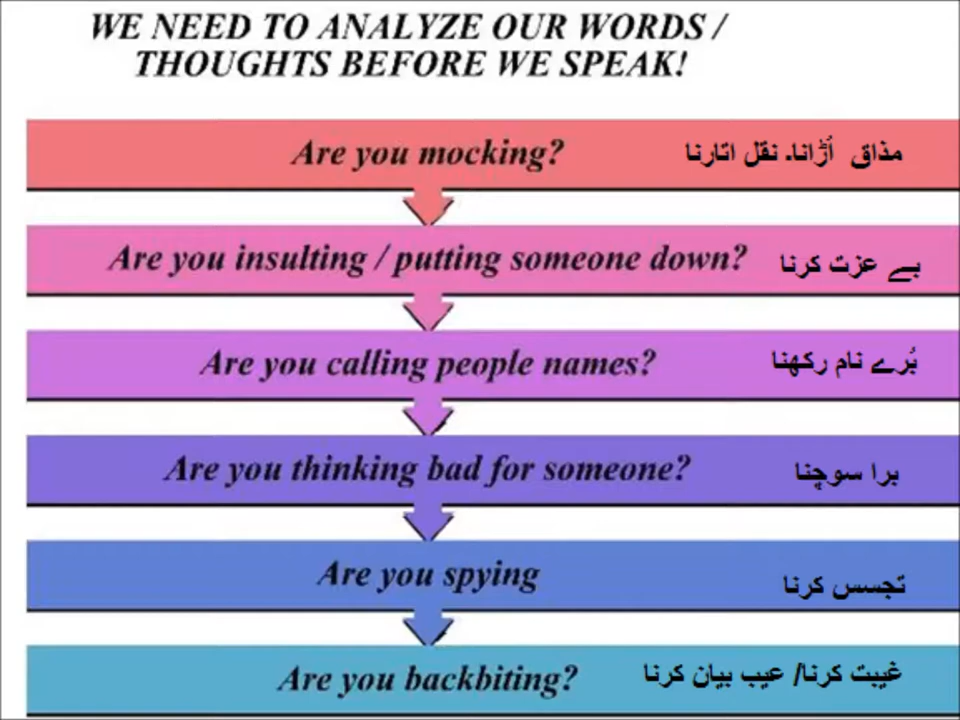 WE NEED TO ANALYZE OUR WORDS /
THOUGHTS BEFORE WE SPEAK!
Are you mocking? مذاق اُڑانا۔ نقل اتارنا
Are you insulting / putting someone down? بے عزت کرنا
Are you calling people names? بُرے نام رکھنا
Are you thinking bad for someone? برا سوچنا
Are you spying تجسس کرنا
Are you backbiting? غیبت کرنا/ عیب بیان کرنا